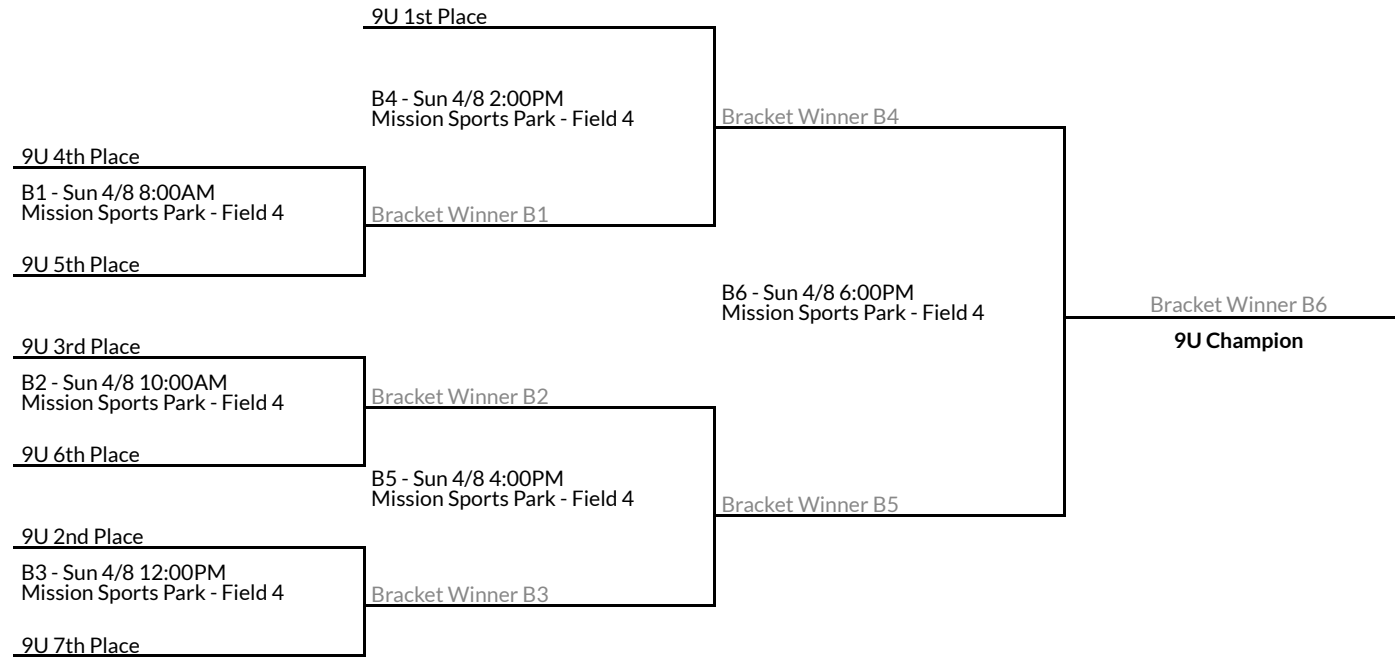 9U 1st Place
B4 - Sun 4/8 2:00PM
Mission Sports Park - Field 4
Bracket Winner B4
9U 4th Place
B1 - Sun 4/8 8:00AM
Mission Sports Park - Field 4
Bracket Winner B1
9U 5th Place
B6 - Sun 4/8 6:00PM
Mission Sports Park - Field 4
Bracket Winner B6
9U Champion
9U 3rd Place
B2 - Sun 4/8 10:00AM
Mission Sports Park - Field 4
Bracket Winner B2
9U 6th Place
B5 - Sun 4/8 4:00PM
Mission Sports Park - Field 4
Bracket Winner B5
9U 2nd Place
B3 - Sun 4/8 12:00PM
Mission Sports Park - Field 4
Bracket Winner B3
9U 7th Place